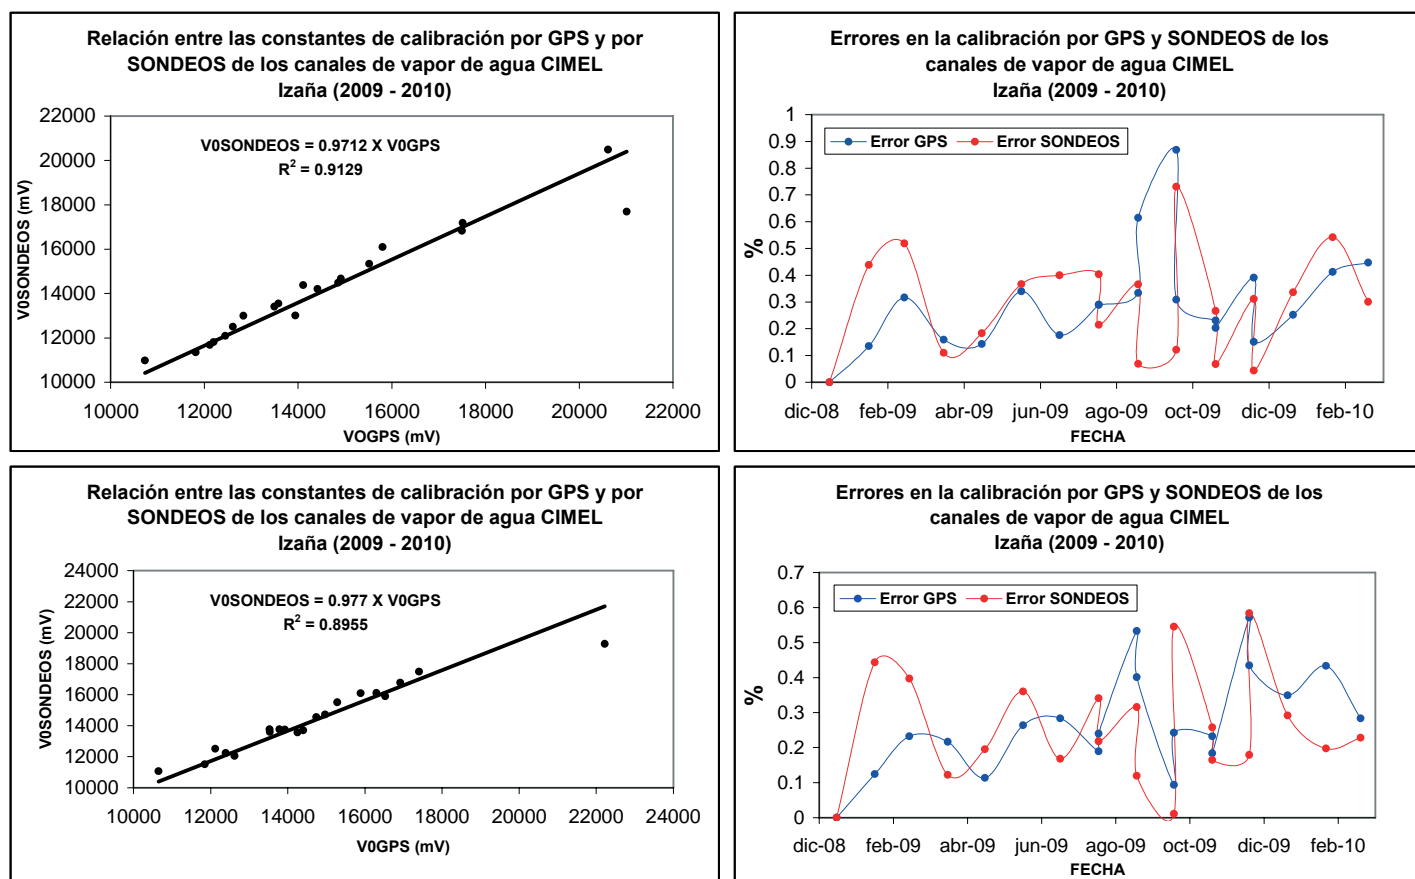 Relación entre las constantes de calibración por GPS y por
SONDEOS de los canales de vapor de agua CIMEL
Izaña (2009 - 2010)
V0SONDEOS = 0.9712 X V0GPS
R² = 0.9129
V0SONDEOS (mV)
22000
20000
18000
16000
14000
12000
10000
10000 12000 14000 16000 18000 20000 22000
VOGPS (mV)
Errores en la calibración por GPS y SONDEOS de los
canales de vapor de agua CIMEL
Izaña (2009 - 2010)
Error GPS Error SONDEOS
%
1
0.9
0.8
0.7
0.6
0.5
0.4
0.3
0.2
0.1
0
dic-08 feb-09 abr-09 jun-09 ago-09 oct-09 dic-09 feb-10
FECHA
Relación entre las constantes de calibración por GPS y por
SONDEOS de los canales de vapor de agua CIMEL
Izaña (2009 - 2010)
V0SONDEOS = 0.977 X V0GPS
R² = 0.8955
V0SONDEOS (mV)
24000
22000
20000
18000
16000
14000
12000
10000
10000 12000 14000 16000 18000 20000 22000 24000
V0GPS (mV)
Errores en la calibración por GPS y SONDEOS de los
canales de vapor de agua CIMEL
Izaña (2009 - 2010)
Error GPS Error SONDEOS
%
0.7
0.6
0.5
0.4
0.3
0.2
0.1
0
dic-08 feb-09 abr-09 jun-09 ago-09 oct-09 dic-09 feb-10
FECHA